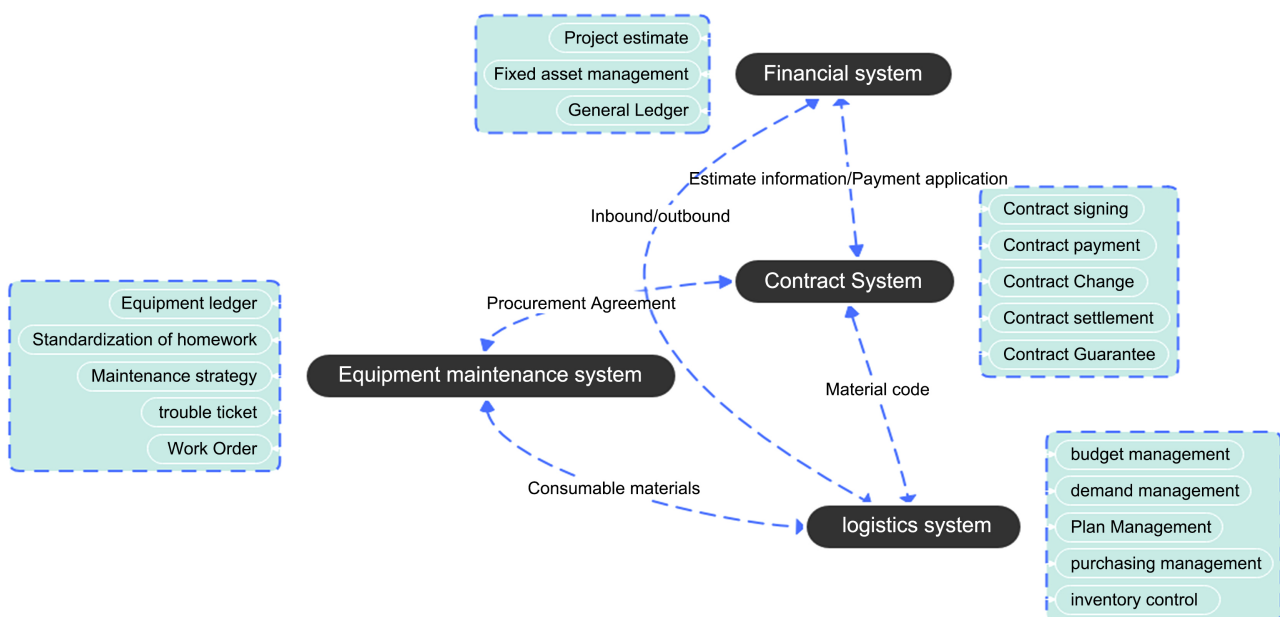 Project estimate
Fixed asset management
General Ledger
Financial system
Estimate information/Payment application
Inbound/outbound
Contract signing
Contract payment
Contract Change
Contract settlement
Contract Guarantee
Contract System
Procurement Agreement
Equipment ledger
Standardization of homework
Maintenance strategy
trouble ticket
Work Order
Equipment maintenance system
Material code
Consumable materials
logistics system
budget management
demand management
Plan Management
purchasing management
inventory control